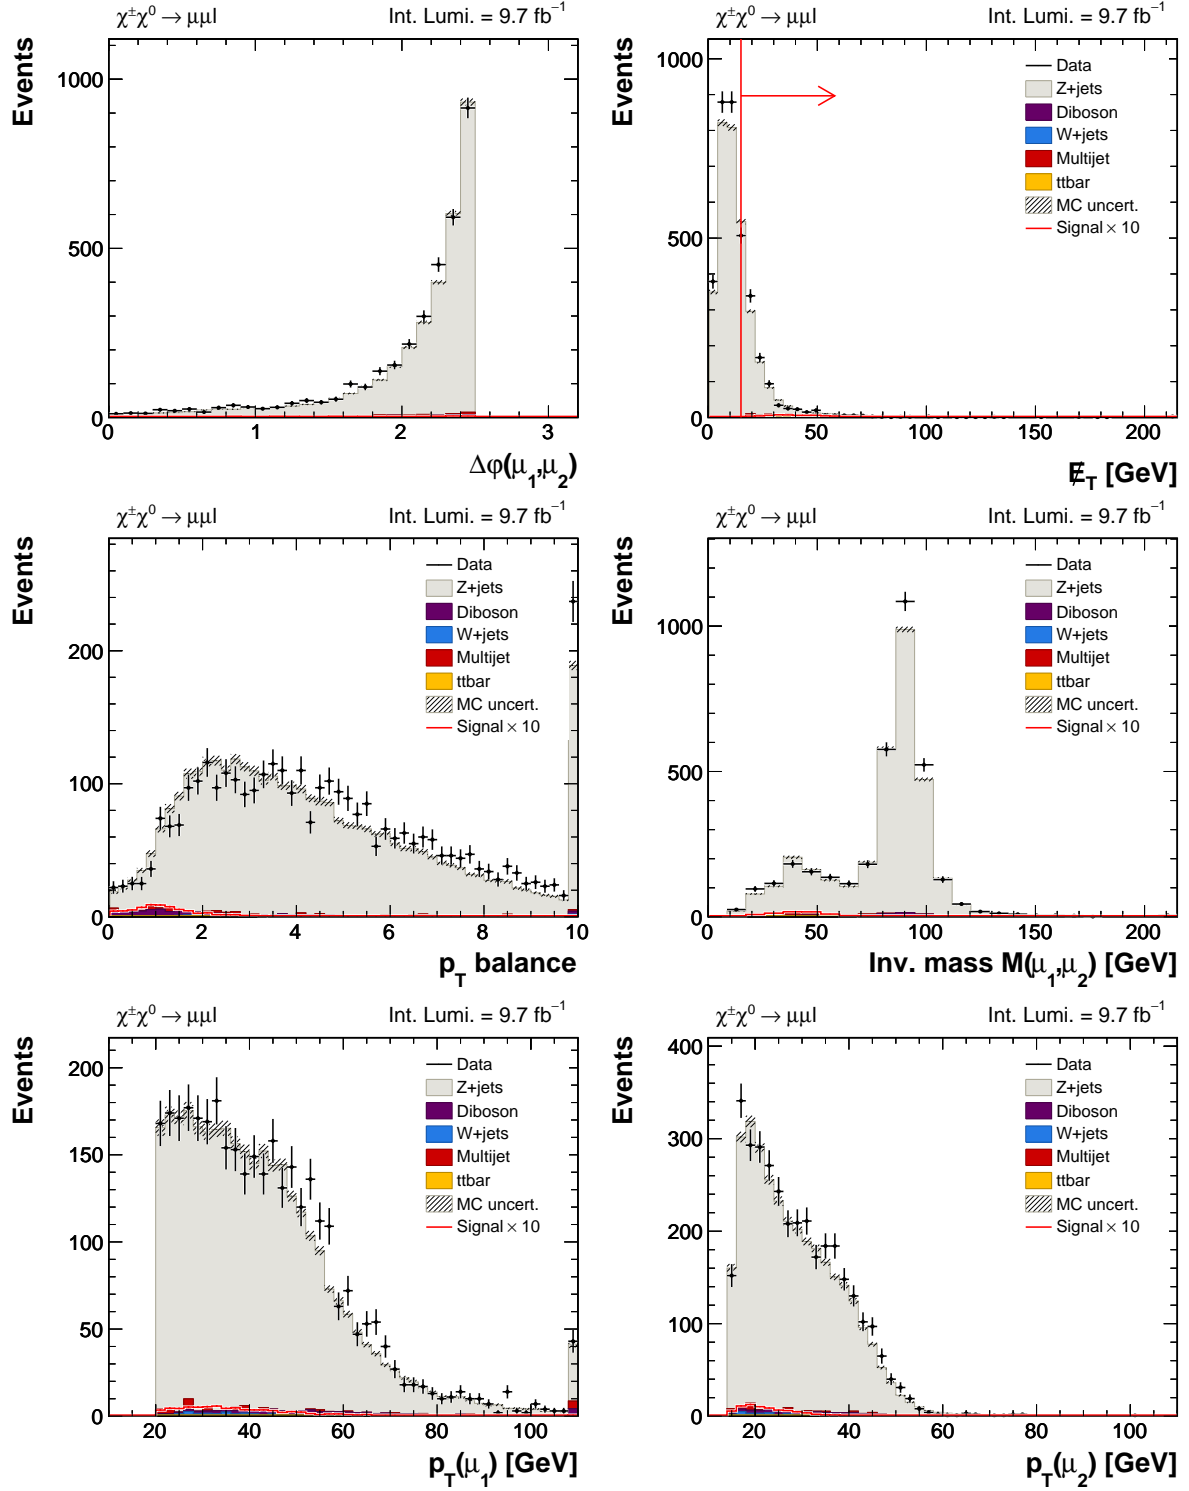 χ±χ0 → μμl Int. Lumi. = 9.7 fb−1
Events
1000
500
0
0 1 2 3
Δφ(μ1,μ2)
χ±χ0 → μμl Int. Lumi. = 9.7 fb−1
Events
1000
800
600
400
200
0
Data
Z+jets
Diboson
W+jets
Multijet
ttbar
MC uncert.
Signal × 10
0 50 100 150 200
E̸T [GeV]
χ±χ0 → μμl Int. Lumi. = 9.7 fb−1
Events
200
100
0
Data
Z+jets
Diboson
W+jets
Multijet
ttbar
MC uncert.
Signal × 10
0 2 4 6 8 10
pT balance
χ±χ0 → μμl Int. Lumi. = 9.7 fb−1
Events
1000
500
0
Data
Z+jets
Diboson
W+jets
Multijet
ttbar
MC uncert.
Signal × 10
0 50 100 150 200
Inv. mass M(μ1,μ2) [GeV]
χ±χ0 → μμl Int. Lumi. = 9.7 fb−1
Events
200
150
100
50
0
Data
Z+jets
Diboson
W+jets
Multijet
ttbar
MC uncert.
Signal × 10
20 40 60 80 100
pT(μ1) [GeV]
χ±χ0 → μμl Int. Lumi. = 9.7 fb−1
Events
400
300
200
100
0
Data
Z+jets
Diboson
W+jets
Multijet
ttbar
MC uncert.
Signal × 10
20 40 60 80 100
pT(μ2) [GeV]